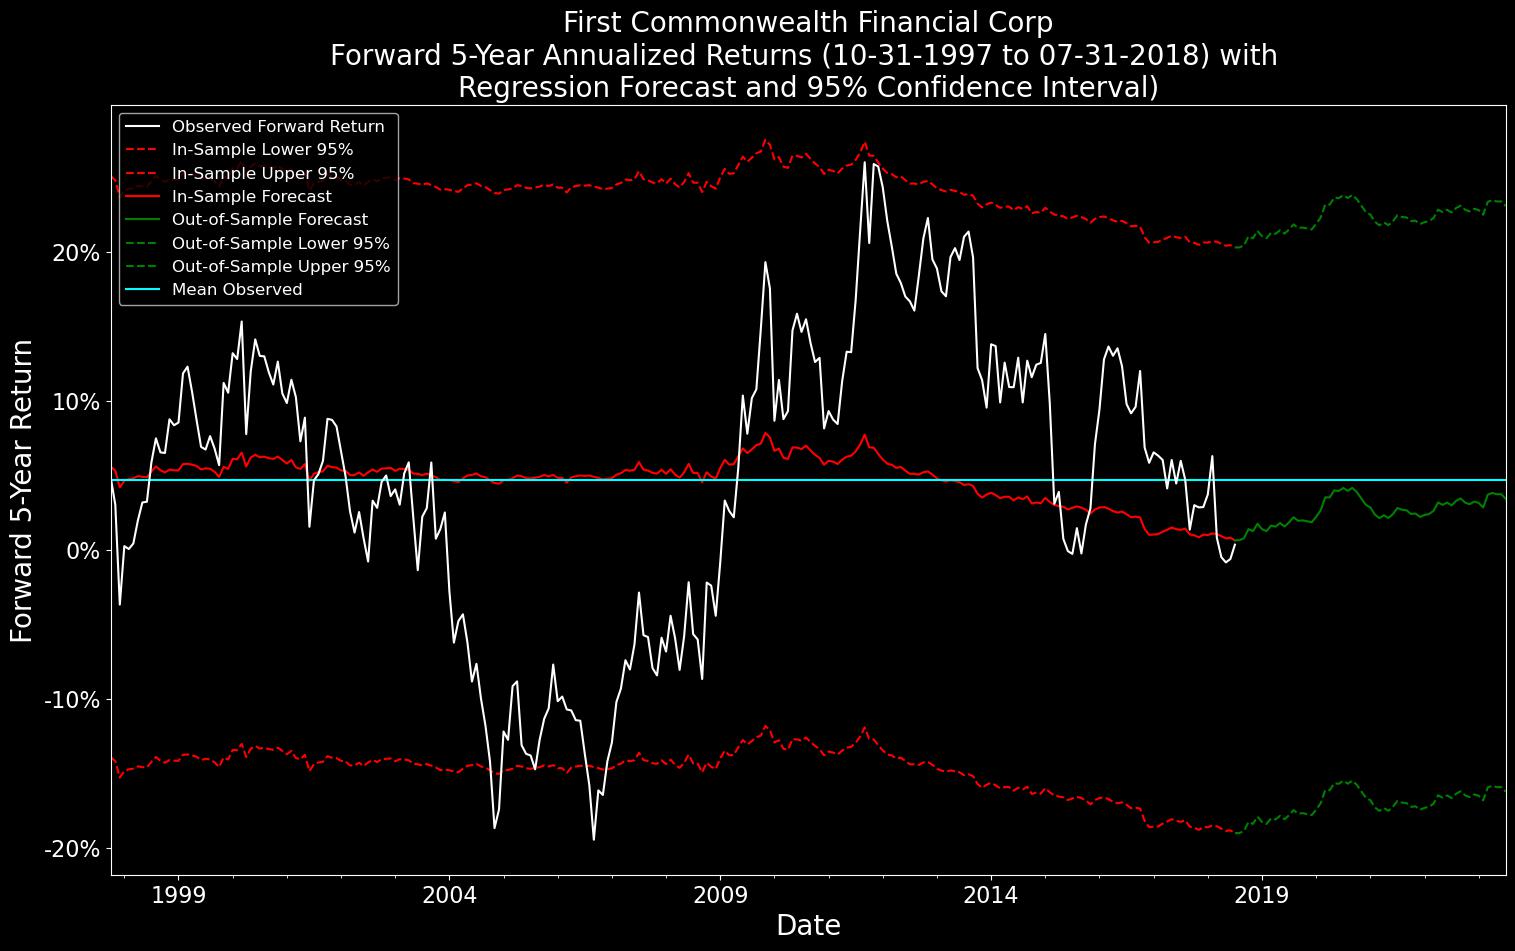 First Commonwealth Financial Corp
Forward 5-Year Annualized Returns (10-31-1997 to 07-31-2018) with
Regression Forecast and 95% Confidence Interval)
Observed Forward Return
In-Sample Lower 95%
In-Sample Upper 95%
In-Sample Forecast
Out-of-Sample Forecast
Out-of-Sample Lower 95%
Out-of-Sample Upper 95%
Mean Observed
Forward 5-Year Return
20%
10%
0%
-10%
-20%
1999 2004 2009 2014 2019
Date